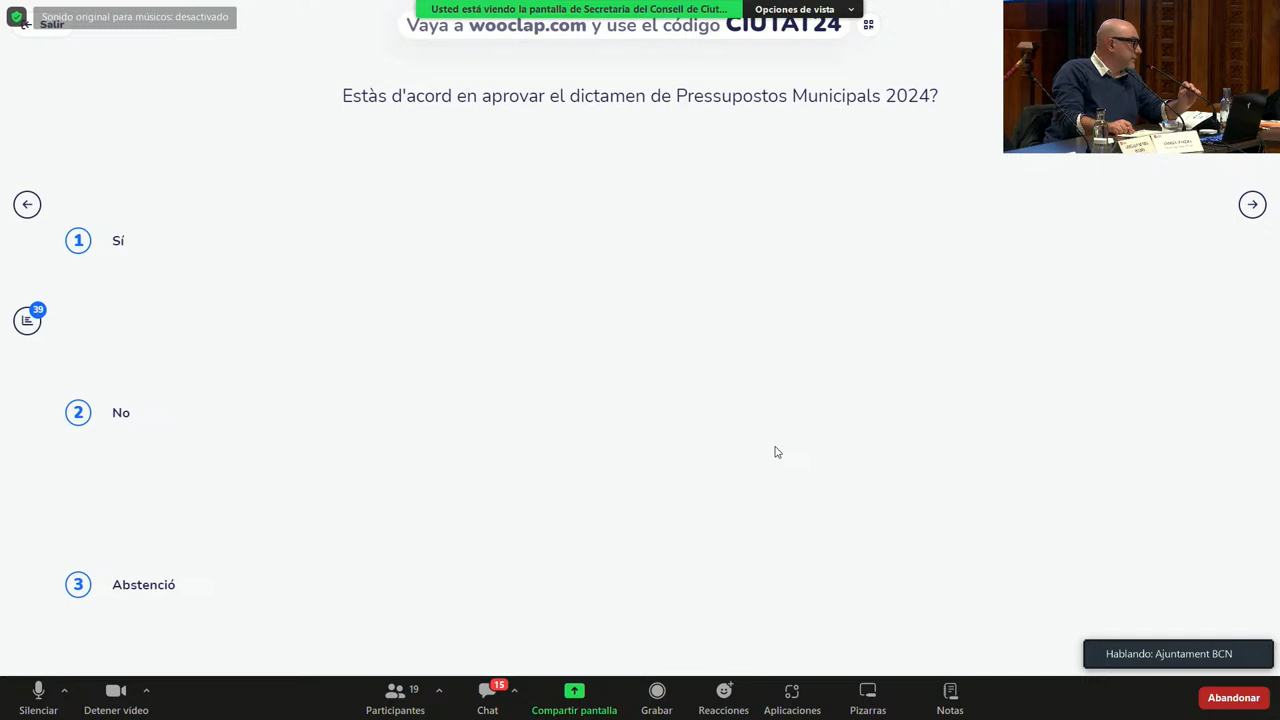 Sonido original para músicos: desactivado
Salir
Usted está viendo la pantalla de Secretaria del Consell de Ciut...
Opciones de vista
Vaya a wooclap.com y use el código CIUTAT24
Estàs d'acord en aprovar el dictamen de Pressupostos Municipals 2024?
1 Sí
39
2 No
3 Abstenció
Hablando: Ajuntament BCN
Silenciar
Detener vídeo
Participantes 19
Chat 15
Compartir pantalla
Grabar
Reacciones
Aplicaciones
Pizarras
Notas
Abandonar